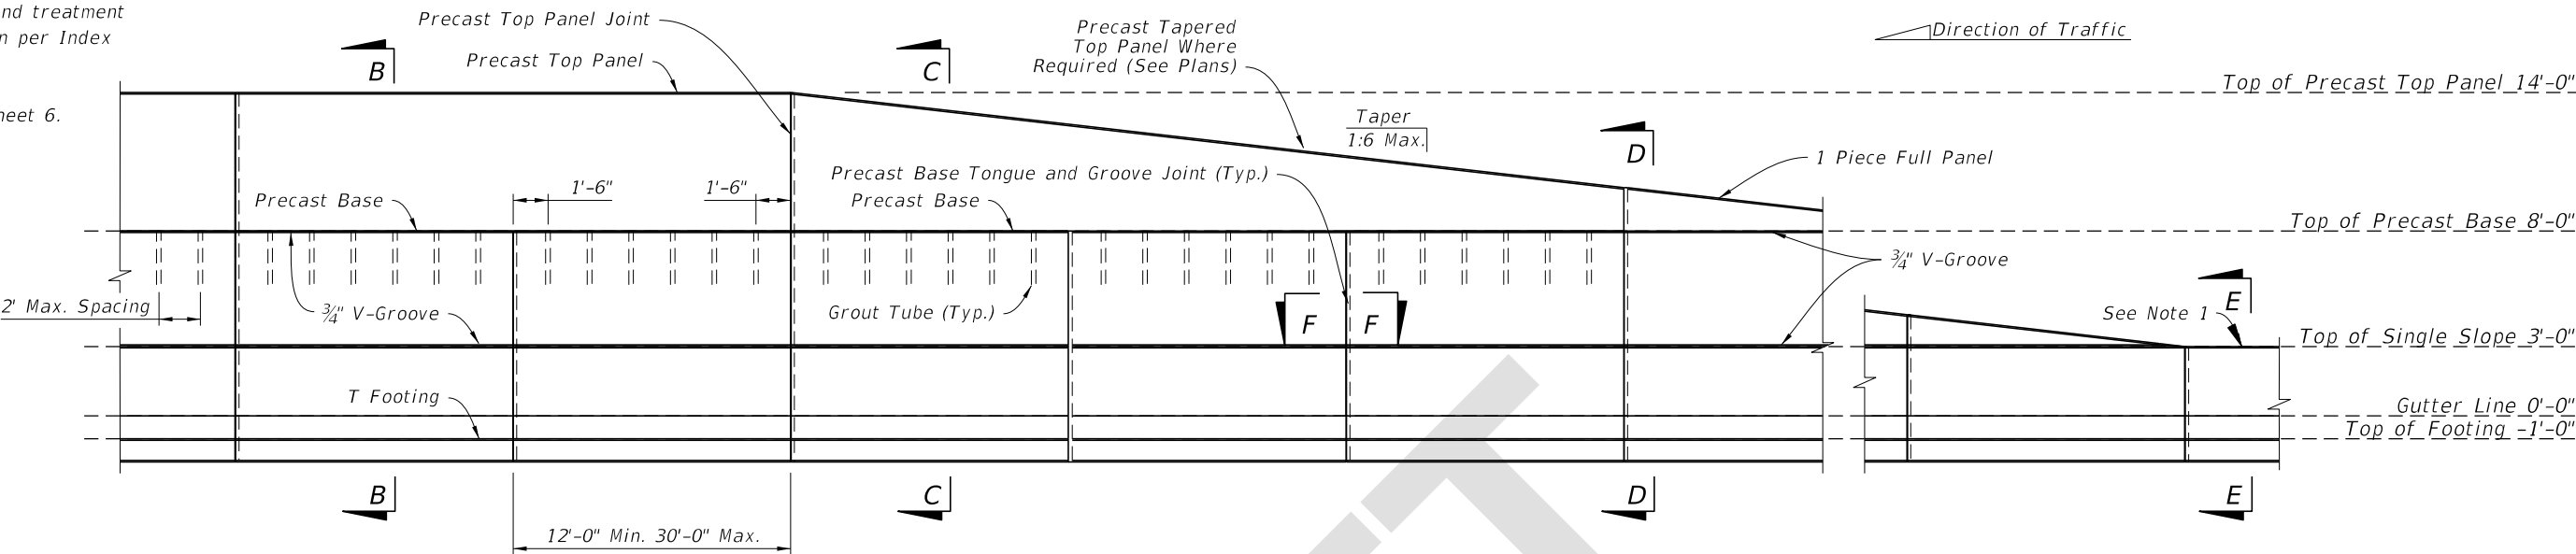 nd treatment
n per Index
heet 6.
Precast Top Panel Joint
Precast Top Panel
B
C
Precast Tapered
Top Panel Where
Required (See Plans)
Direction of Traffic
Top of Precast Top Panel 14'-0"
Taper
1:6 Max.
D
1 Piece Full Panel
Precast Base
1'-6"
1'-6"
Precast Base Tongue and Groove Joint (Typ.)
Precast Base
Top of Precast Base 8'-0"
¾" V-Groove
2' Max. Spacing
¾" V-Groove
Grout Tube (Typ.)
F
F
See Note 1
E
Top of Single Slope 3'-0"
T Footing
Gutter Line 0'-0"
Top of Footing -1'-0"
B
C
D
E
12'-0" Min. 30'-0" Max.